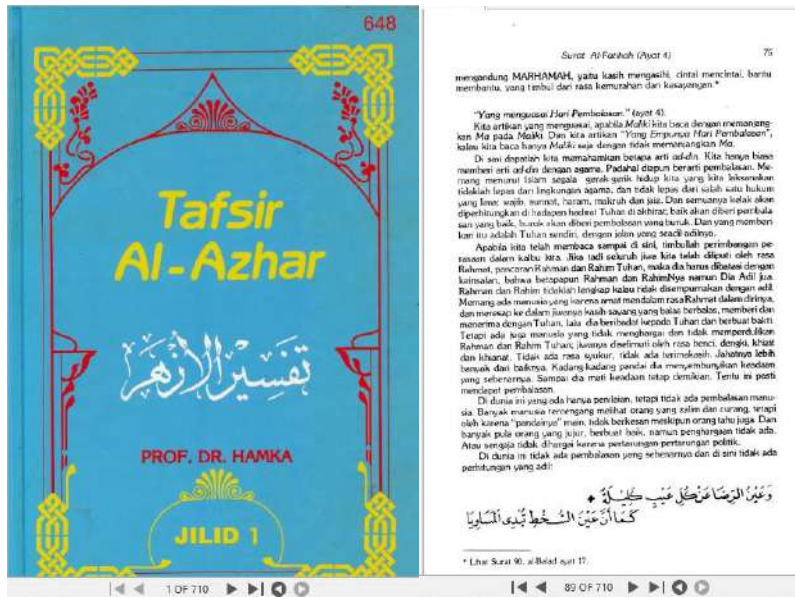 648
Tafsir
Al-Azhar
تفسير الأزهر
PROF. DR. HAMKA
JILID 1
1 OF 710
Surat Al-Fatihah (Ayat 4) 75
mengandung MARHAMAH, yaitu kasih mengasihi, cintai mencintai, bantu
membantu, yang timbul dari rasa kemurahan dan kasayangan.*
"Yang menguasai Hari Pembalasan." (ayat 4).
Kita artikan yang menguasai, apabila Maliki kita baca dengan memanjang-
kan Ma pada Maliki. Dan kita artikan "Yang Empunya Hari Pembalasan",
kalau kita baca hanya Maliki saja dengan tidak memanjangkan Ma.
Di sini dapatlah kita memahamkan betapa arti ad-din. Kita hanya biasa
memberi arti ad-din dengan agama. Padahal diapun berarti pembalasan. Me-
mang menurut Islam segala gerak-gerik hidup kita yang kita laksanakan
tidaklah lepas dari lingkungan agama, dan tidak lepas dari salah satu hukum
yang lima: wajib, sunnat, haram, makruh dan jaiz. Dan semuanya kelak akan
diperhitungkan di hadapan hadrat Tuhan di akhirat; baik akan diberi pembala-
san yang baik, buruk akan diberi pembalasan yang buruk. Dan yang memberi-
kan itu adalah Tuhan sendiri, dengan jalan yang seadil-adilnya.
Apabila kita telah membaca sampai di sini, timbullah perimbangan pe-
rasaan dalam kalbu kita. Jika tadi seluruh jiwa kita telah diliputi oleh rasa
Rahmat, pancaran Rahman dan Rahim Tuhan, maka dia harus dibatasi dengan
keinsafan, bahwa betapapun Rahman dan RahimNya namun Dia Adil jua.
Rahman dan Rahim tidaklah lengkap kalau tidak disempurnakan dengan adil.
Memang ada manusia yang karena amat mendalam rasa Rahmat dalam dirinya,
dan meresap ke dalam jiwanya kasih sayang yang balas berbalas, memberi dan
menerima dengan Tuhan, lalu dia beribadat kepada Tuhan dan berbuat bakti.
Tetapi ada juga manusia yang tidak menghargai dan tidak memperdulikan
Rahman dan Rahim Tuhan; jiwanya diselimuti oleh rasa benci, dengki, khizit
dan khianat. Tidak ada rasa syukur, tidak ada terimakasih. Jahatnya lebih
banyak dari baiknya. Kadang-kadang pandai dia menyembunyikan keadaan
yang sebenarnya. Sampai dia mati keadaan tetap demikian. Tentu ini pasti
mendapat pembalasan.
Di dunia ini yang ada hanya penilaian, tetapi tidak ada pembalasan manu-
sia. Banyak manusia tercengang melihat orang yang zalim dan curang, tetapi
oleh karena "pandainya" main, tidak berkesan meskipun orang tahu juga. Dan
banyak pula orang yang jujur, berbuat baik, namun penghargaan tidak ada.
Atau sengaja tidak dihargai karena pertarungan-pertarungan politik.
Di dunia ini tidak ada pembalasan yang sebenarnya dan di sini tidak ada
perhitungan yang adil:
وَعَيْنُ الرِّضَا عَنْ كُلِّ عَيْبٍ كَلِيْلَةٌ
كَمَا أَنَّ عَيْنَ السُّخْطِ تُبْدِى الْمَسَاوِيَا
* Lihat Surat 90, al-Balad ayat 17.
89 OF 710